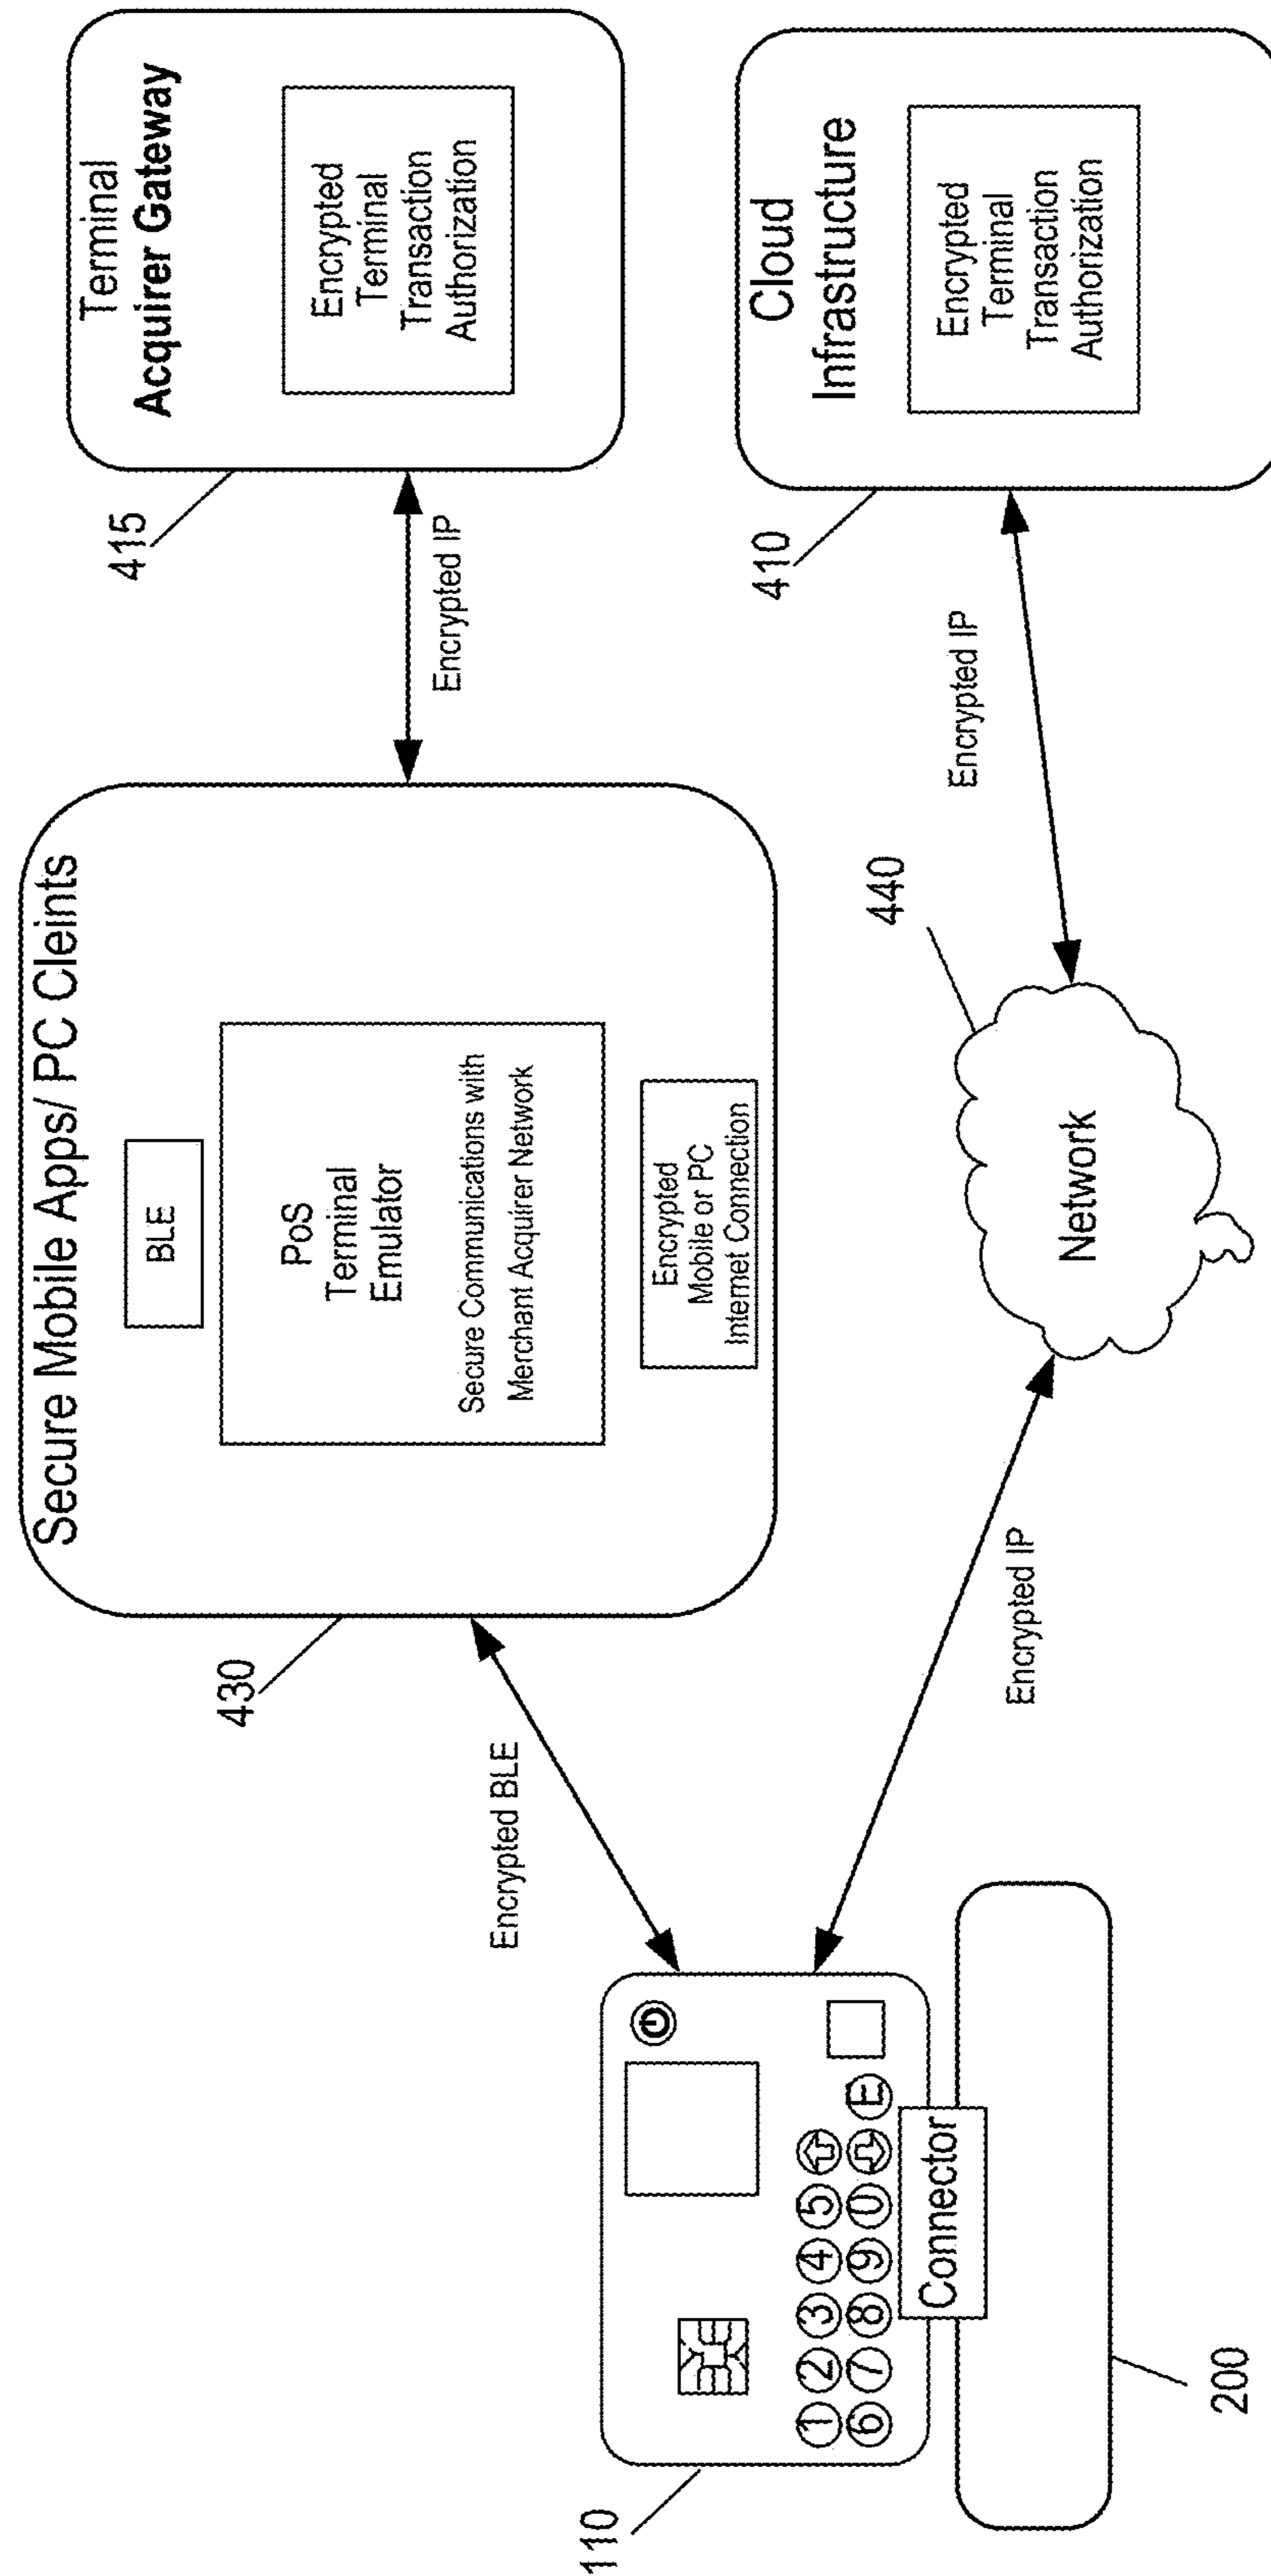 Secure Mobile Apps/ PC Cleints
BLE
PoS
Terminal
Emulator
Secure Communications with
Merchant Acquirer Network
Encrypted
Mobile or PC
Internet Connection
430
Terminal
Acquirer Gateway
Encrypted
Terminal
Transaction
Authorization
415
Encrypted IP
Encrypted BLE
Cloud
Infrastructure
Encrypted
Terminal
Transaction
Authorization
410
Encrypted IP
440
Network
Encrypted IP
110
1 2 3 4 5
6 7 8 9 0 E
Connector
200